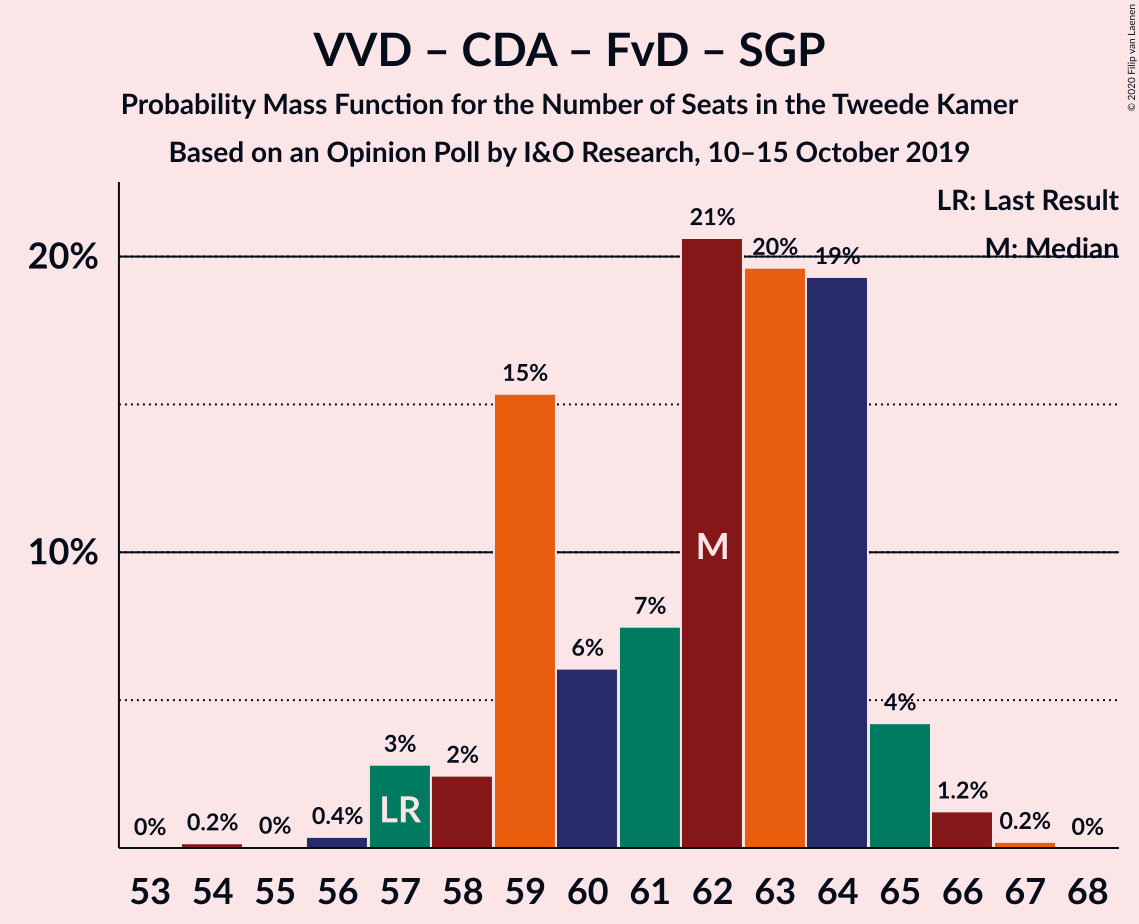 VVD – CDA – FvD – SGP
Probability Mass Function for the Number of Seats in the Tweede Kamer
Based on an Opinion Poll by I&O Research, 10–15 October 2019
© 2020 Filip van Laenen
LR: Last Result
M: Median
20%
10%
0%
0.2%
0%
0.4%
3%
2%
15%
6%
7%
21%
20%
19%
4%
1.2%
0.2%
0%
LR
M
53 54 55 56 57 58 59 60 61 62 63 64 65 66 67 68